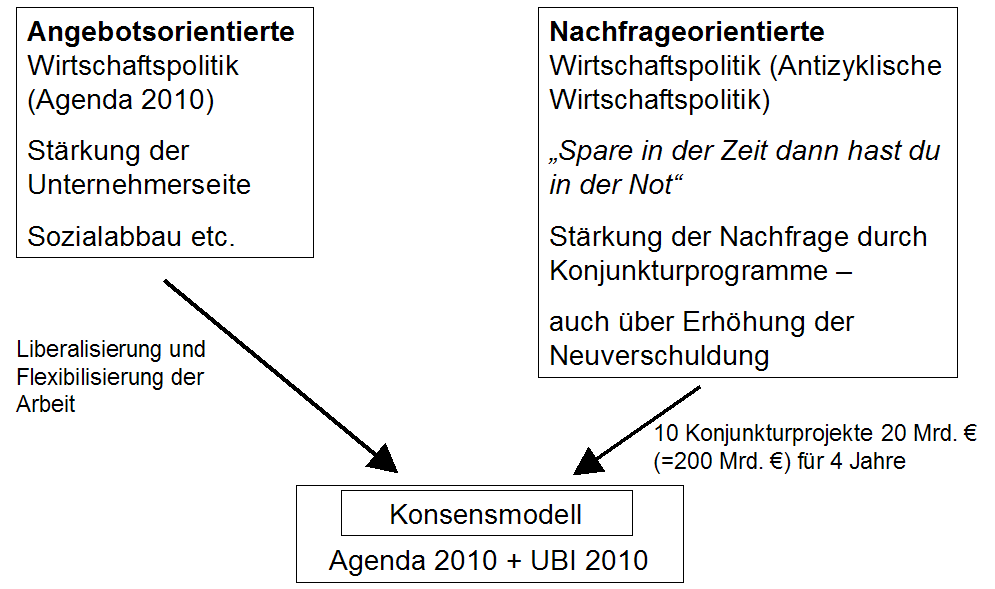 Angebotsorientierte
Wirtschaftspolitik
(Agenda 2010)
Stärkung der
Unternehmerseite
Sozialabbau etc.
Nachfrageorientierte
Wirtschaftspolitik (Antizyklische
Wirtschaftspolitik)
„Spare in der Zeit dann hast du
in der Not“
Stärkung der Nachfrage durch
Konjunkturprogramme –
auch über Erhöhung der
Neuverschuldung
Liberalisierung und
Flexibilisierung der
Arbeit
10 Konjunkturprojekte 20 Mrd. €
(=200 Mrd. €) für 4 Jahre
Konsensmodell
Agenda 2010 + UBI 2010